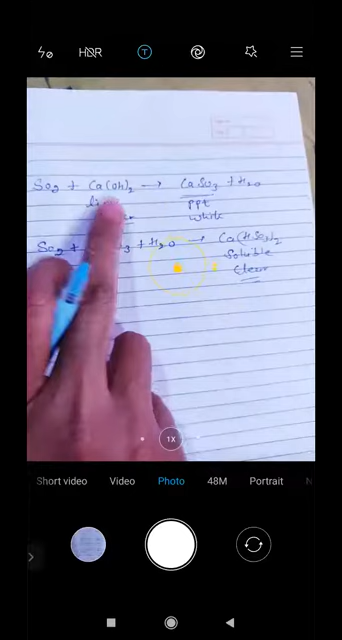 HDR
SO2 + Ca(OH)2 → CaSO3 + H2O
PPt
white
SO2 + H2O → Ca(HSO3)2
Soluble
Clear
1X
Short video Video Photo 48M Portrait